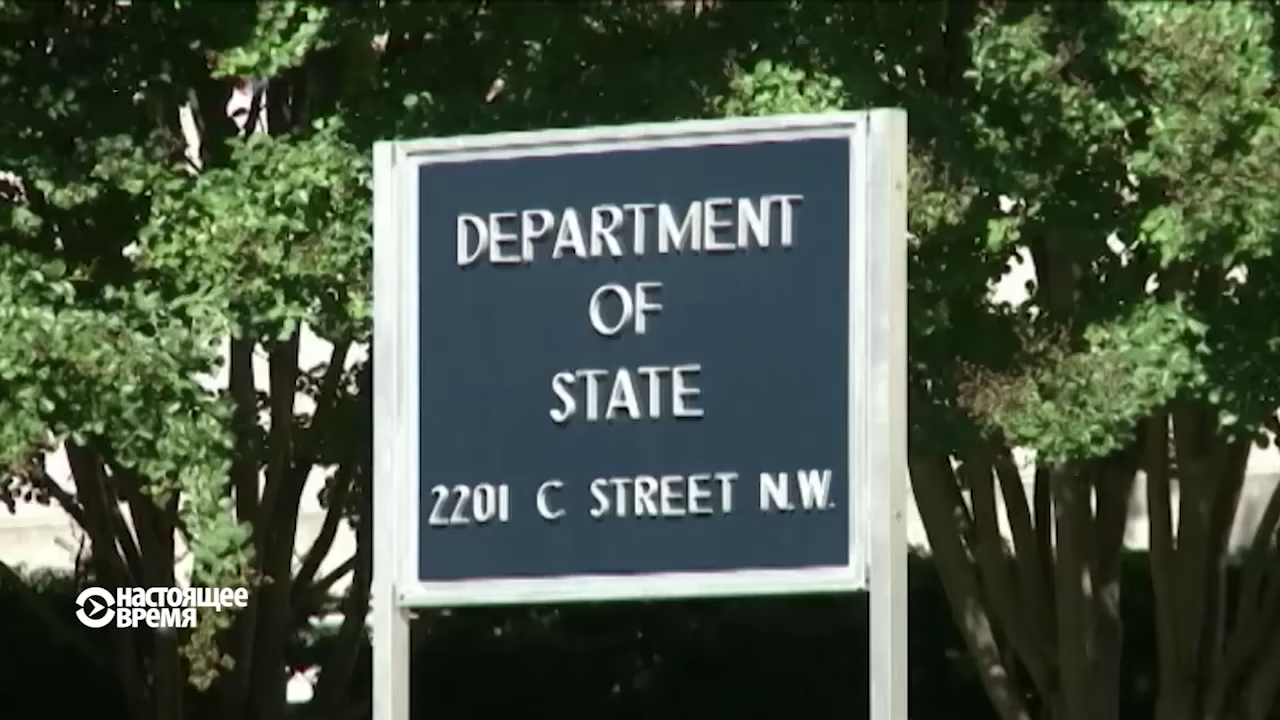 DEPARTMENT
OF
STATE
2201 C STREET N.W.
НАСТОЯЩЕЕ
ВРЕМЯ